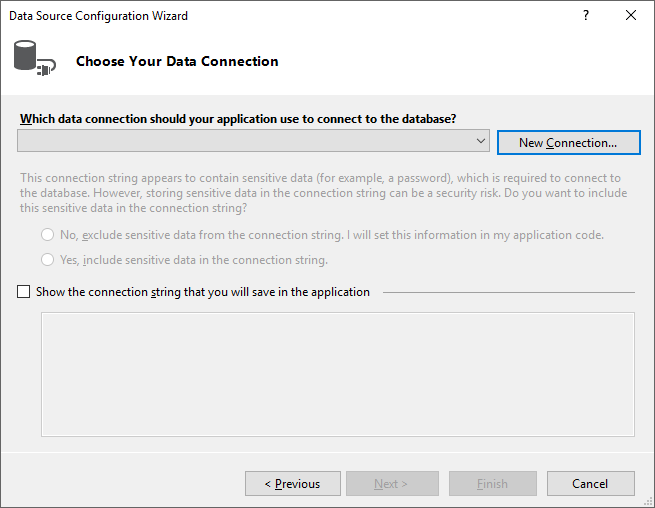 Data Source Configuration Wizard
?
Choose Your Data Connection
Which data connection should your application use to connect to the database?
New Connection...
This connection string appears to contain sensitive data (for example, a password), which is required to connect to
the database. However, storing sensitive data in the connection string can be a security risk. Do you want to include
this sensitive data in the connection string?
No, exclude sensitive data from the connection string. I will set this information in my application code.
Yes, include sensitive data in the connection string.
Show the connection string that you will save in the application
< Previous
Next >
Finish
Cancel